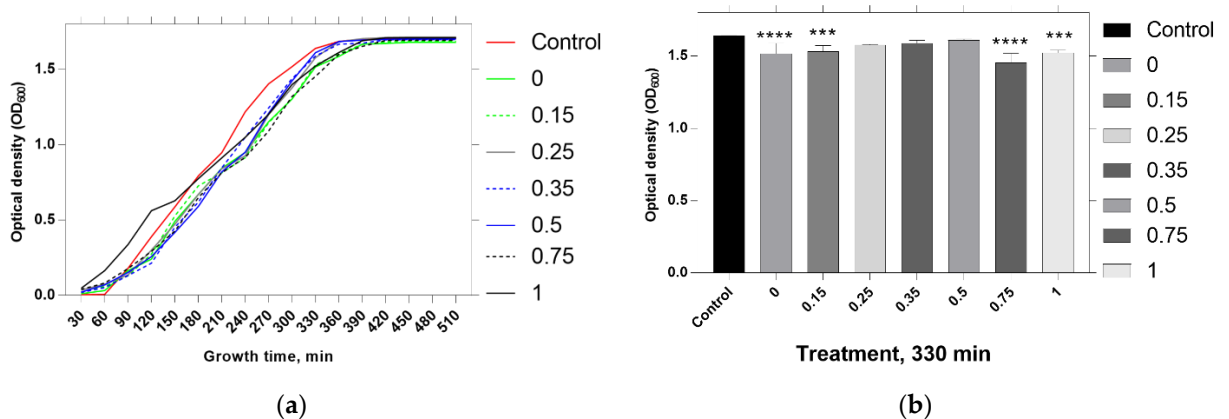 Optical density (OD600)
1.5
1.0
0.5
0.0
30 60 90 120 150 180 210 240 270 300 330 360 390 420 450 480 510
Growth time, min
Control
0
0.15
0.25
0.35
0.5
0.75
1
(a)
Optical density (OD600)
1.5
1.0
0.5
0.0
**** *** **** ***
Control 0 0.15 0.25 0.35 0.5 0.75 1
Treatment, 330 min
Control
0
0.15
0.25
0.35
0.5
0.75
1
(b)